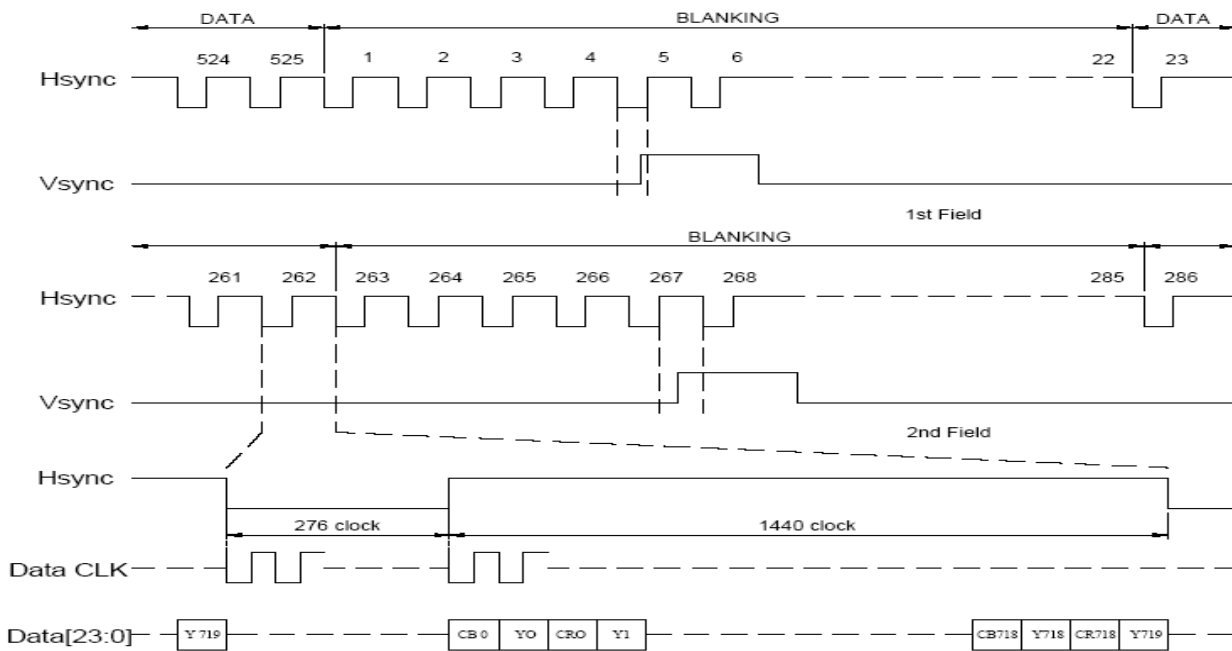 DATA BLANKING DATA
524 525 1 2 3 4 5 6 22 23
Hsync
Vsync
1st Field
BLANKING
261 262 263 264 265 266 267 268 285 286
Hsync
Vsync
2nd Field
Hsync
276 clock 1440 clock
Data CLK
Data[23:0] Y719 CB0 Y0 CR0 Y1 CB718 Y718 CR718 Y719